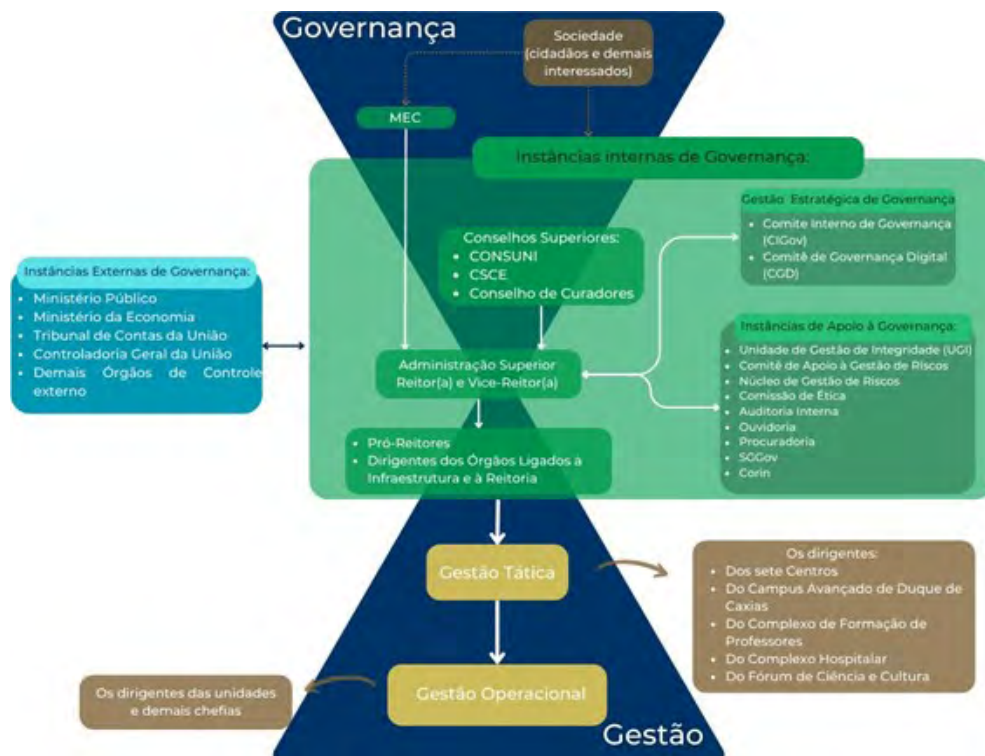 Governança
Sociedade
(cidadãos e demais
interessados)
MEC
Instâncias internas de Governança:
Gestão Estratégica de Governança
• Comite Interno de Governança
(CIGov)
• Comitê de Governança Digital
(CGD)
Conselhos Superiores:
• CONSUNI
• CSCE
• Conselho de Curadores
Instâncias Externas de Governança:
• Ministério Público
• Ministério da Economia
• Tribunal de Contas da União
• Controladoria Geral da União
• Demais Órgãos de Controle
externo
Instâncias de Apoio à Governança:
• Unidade de Gestão de Integridade (UGI)
• Comitê de Apoio à Gestão de Riscos
• Núcleo de Gestão de Riscos
• Comissão de Ética
• Auditoria Interna
• Ouvidoria
• Procuradoria
• SGGov
• Corin
Administração Superior
Reitor(a) e Vice-Reitor(a)
• Pró-Reitores
• Dirigentes dos Órgãos Ligados à
Infraestrutura e à Reitoria
Gestão Tática
Os dirigentes:
• Dos sete Centros
• Do Campus Avançado de Duque de
Caxias
• Do Complexo de Formação de
Professores
• Do Complexo Hospitalar
• Do Fórum de Ciência e Cultura
Os dirigentes das unidades
e demais chefias
Gestão Operacional
Gestão